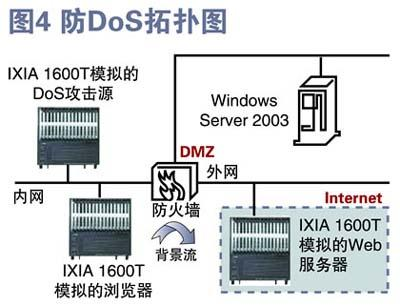 图4 防DoS拓扑图
IXIA 1600T模拟的
DoS攻击源
Windows
Server 2003
DMZ
外网
内网
防火墙
Internet
背景流
IXIA 1600T
模拟的浏览器
IXIA 1600T
模拟的Web
服务器